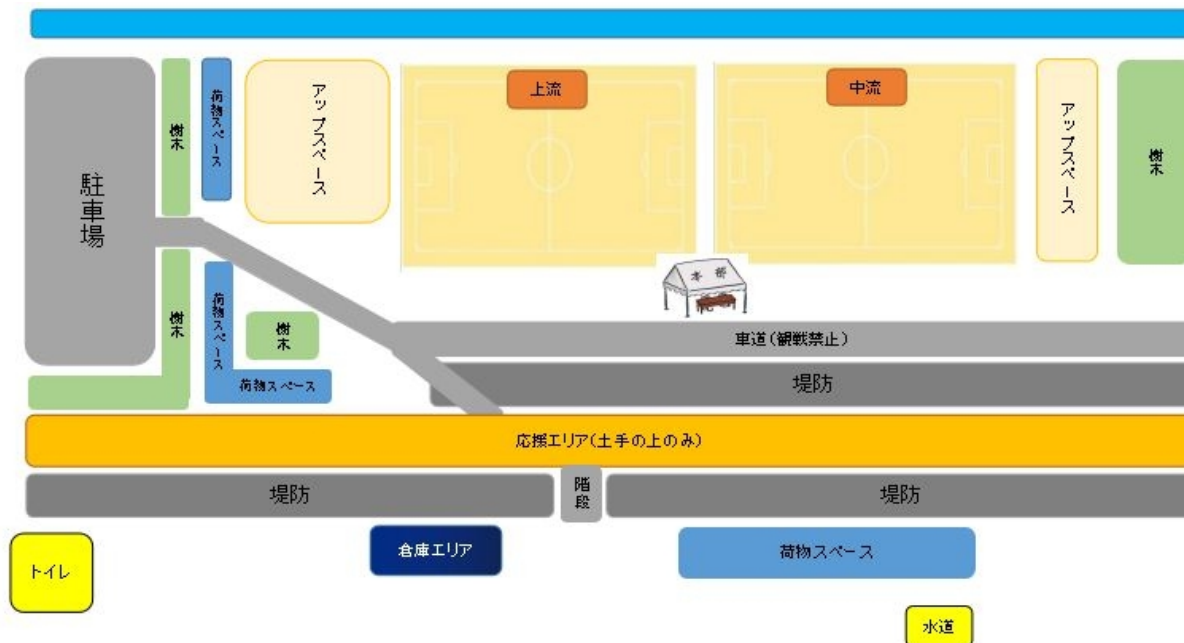 上流
中流
駐車場
樹木
荷物スペース
アップスペース
アップスペース
樹木
樹木
荷物スペース
樹木
荷物スペース
本部
車道(観戦禁止)
堤防
応援エリア(土手の上のみ)
堤防
階段
堤防
トイレ
倉庫エリア
荷物スペース
水道